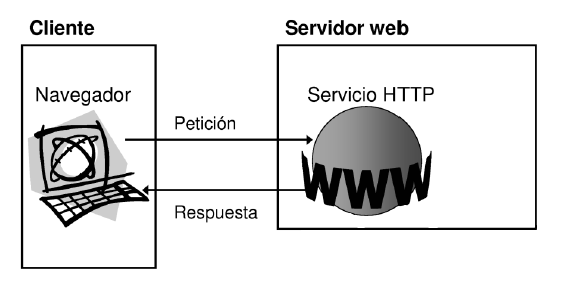 Cliente
Servidor web
Navegador
Servicio HTTP
Petición
WWW
Respuesta